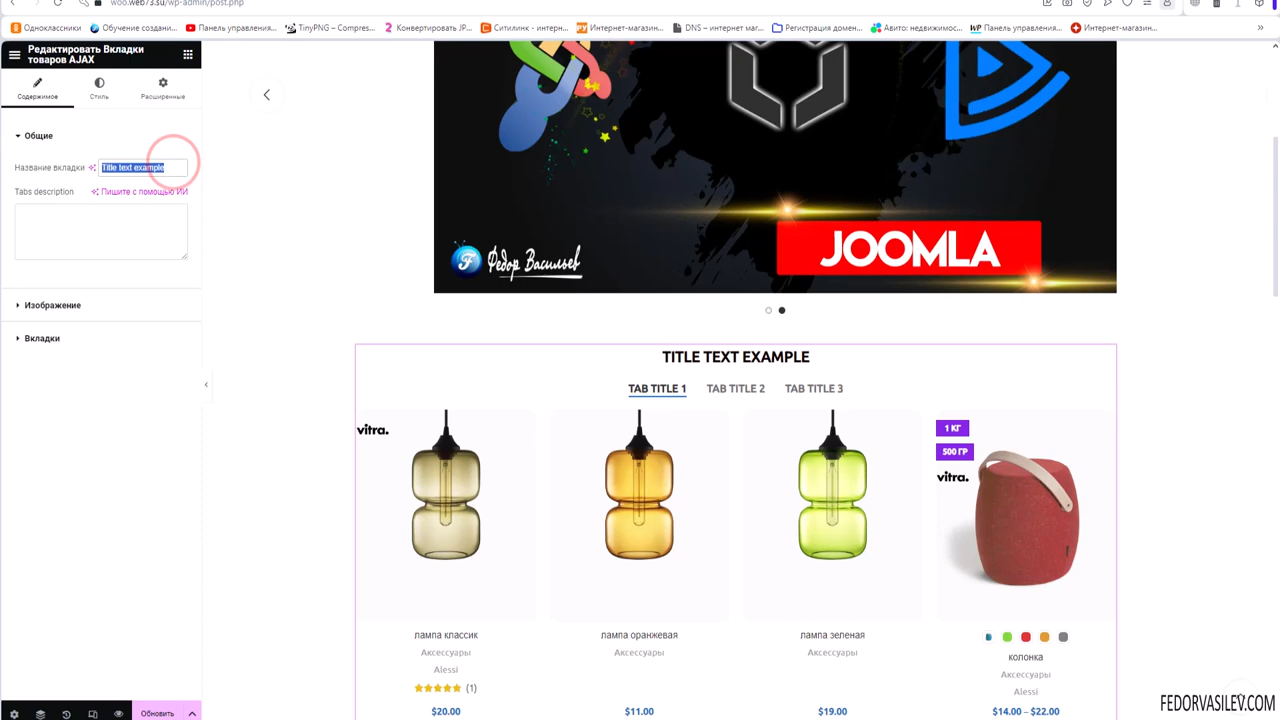 woo.web73.su/wp-admin/post.php
Одноклассники
Обучение создани...
Панель управления...
TinyPNG – Compres...
Конвертировать JP...
Ситилинк - интерн...
Интернет-магазин...
DNS – интернет маг...
Регистрация домен...
Авито: недвижимос...
Панель управления...
Интернет-магазин...
Редактировать Вкладки
товаров AJAX
Содержимое
Стиль
Расширенные
Общие
Название вкладки
Title text example
Tabs description
Пишите с помощью ИИ
Изображение
Вкладки
Обновить
Федор Васильев
JOOMLA
TITLE TEXT EXAMPLE
TAB TITLE 1
TAB TITLE 2
TAB TITLE 3
vitra.
1 КГ
500 ГР
vitra.
лампа классик
Аксессуары
Alessi
(1)
$20.00
лампа оранжевая
Аксессуары
$11.00
лампа зеленая
Аксессуары
$19.00
колонка
Аксессуары
Alessi
$14.00 – $22.00
FEDORVASILEV.COM